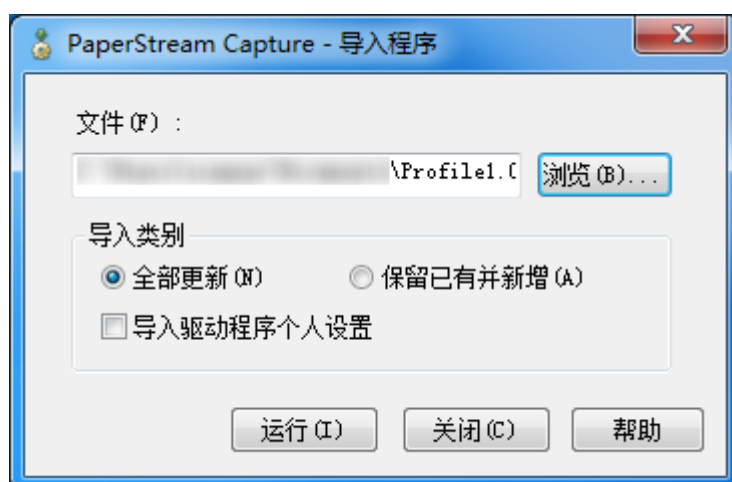 PaperStream Capture - 导入程序
文件(F)：
\Profile1.C 浏览(B)...
导入类别
全部更新(N) 保留已有并新增(A)
导入驱动程序个人设置
运行(I) 关闭(C) 帮助